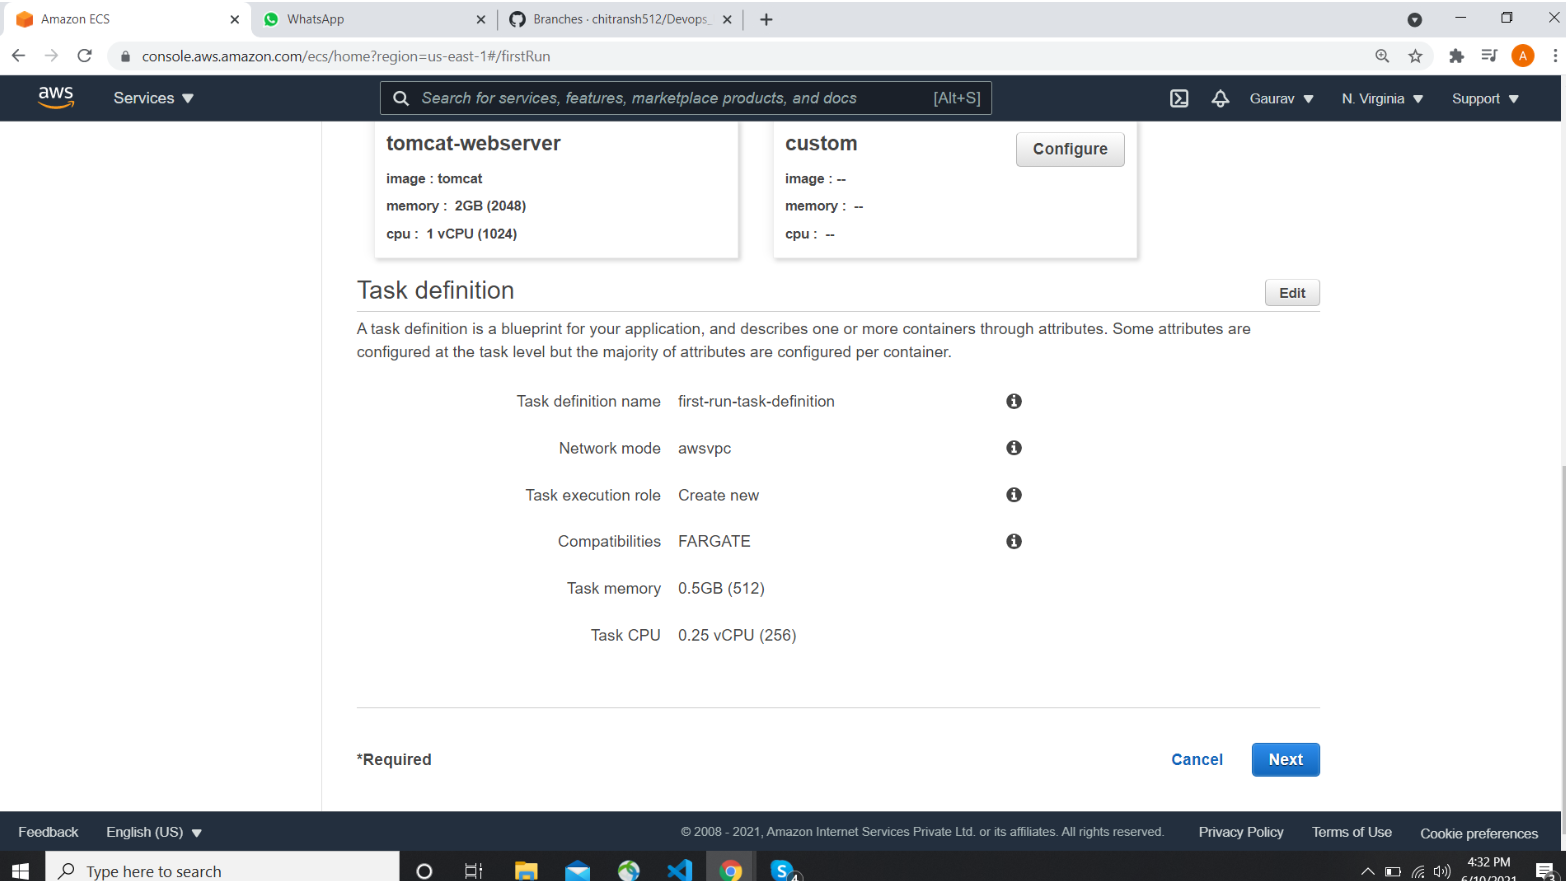 Amazon ECS
WhatsApp
Branches · chitransh512/Devops_
console.aws.amazon.com/ecs/home?region=us-east-1#/firstRun
A
aws
Services
Search for services, features, marketplace products, and docs
[Alt+S]
Gaurav
N. Virginia
Support
tomcat-webserver
image : tomcat
memory : 2GB (2048)
cpu : 1 vCPU (1024)
custom
Configure
image : --
memory : --
cpu : --
Task definition
Edit
A task definition is a blueprint for your application, and describes one or more containers through attributes. Some attributes are
configured at the task level but the majority of attributes are configured per container.
Task definition name first-run-task-definition
Network mode awsvpc
Task execution role Create new
Compatibilities FARGATE
Task memory 0.5GB (512)
Task CPU 0.25 vCPU (256)
*Required
Cancel
Next
Feedback
English (US)
© 2008 - 2021, Amazon Internet Services Private Ltd. or its affiliates. All rights reserved.
Privacy Policy
Terms of Use
Cookie preferences
Type here to search
S
4
4:32 PM
6/10/2021
3